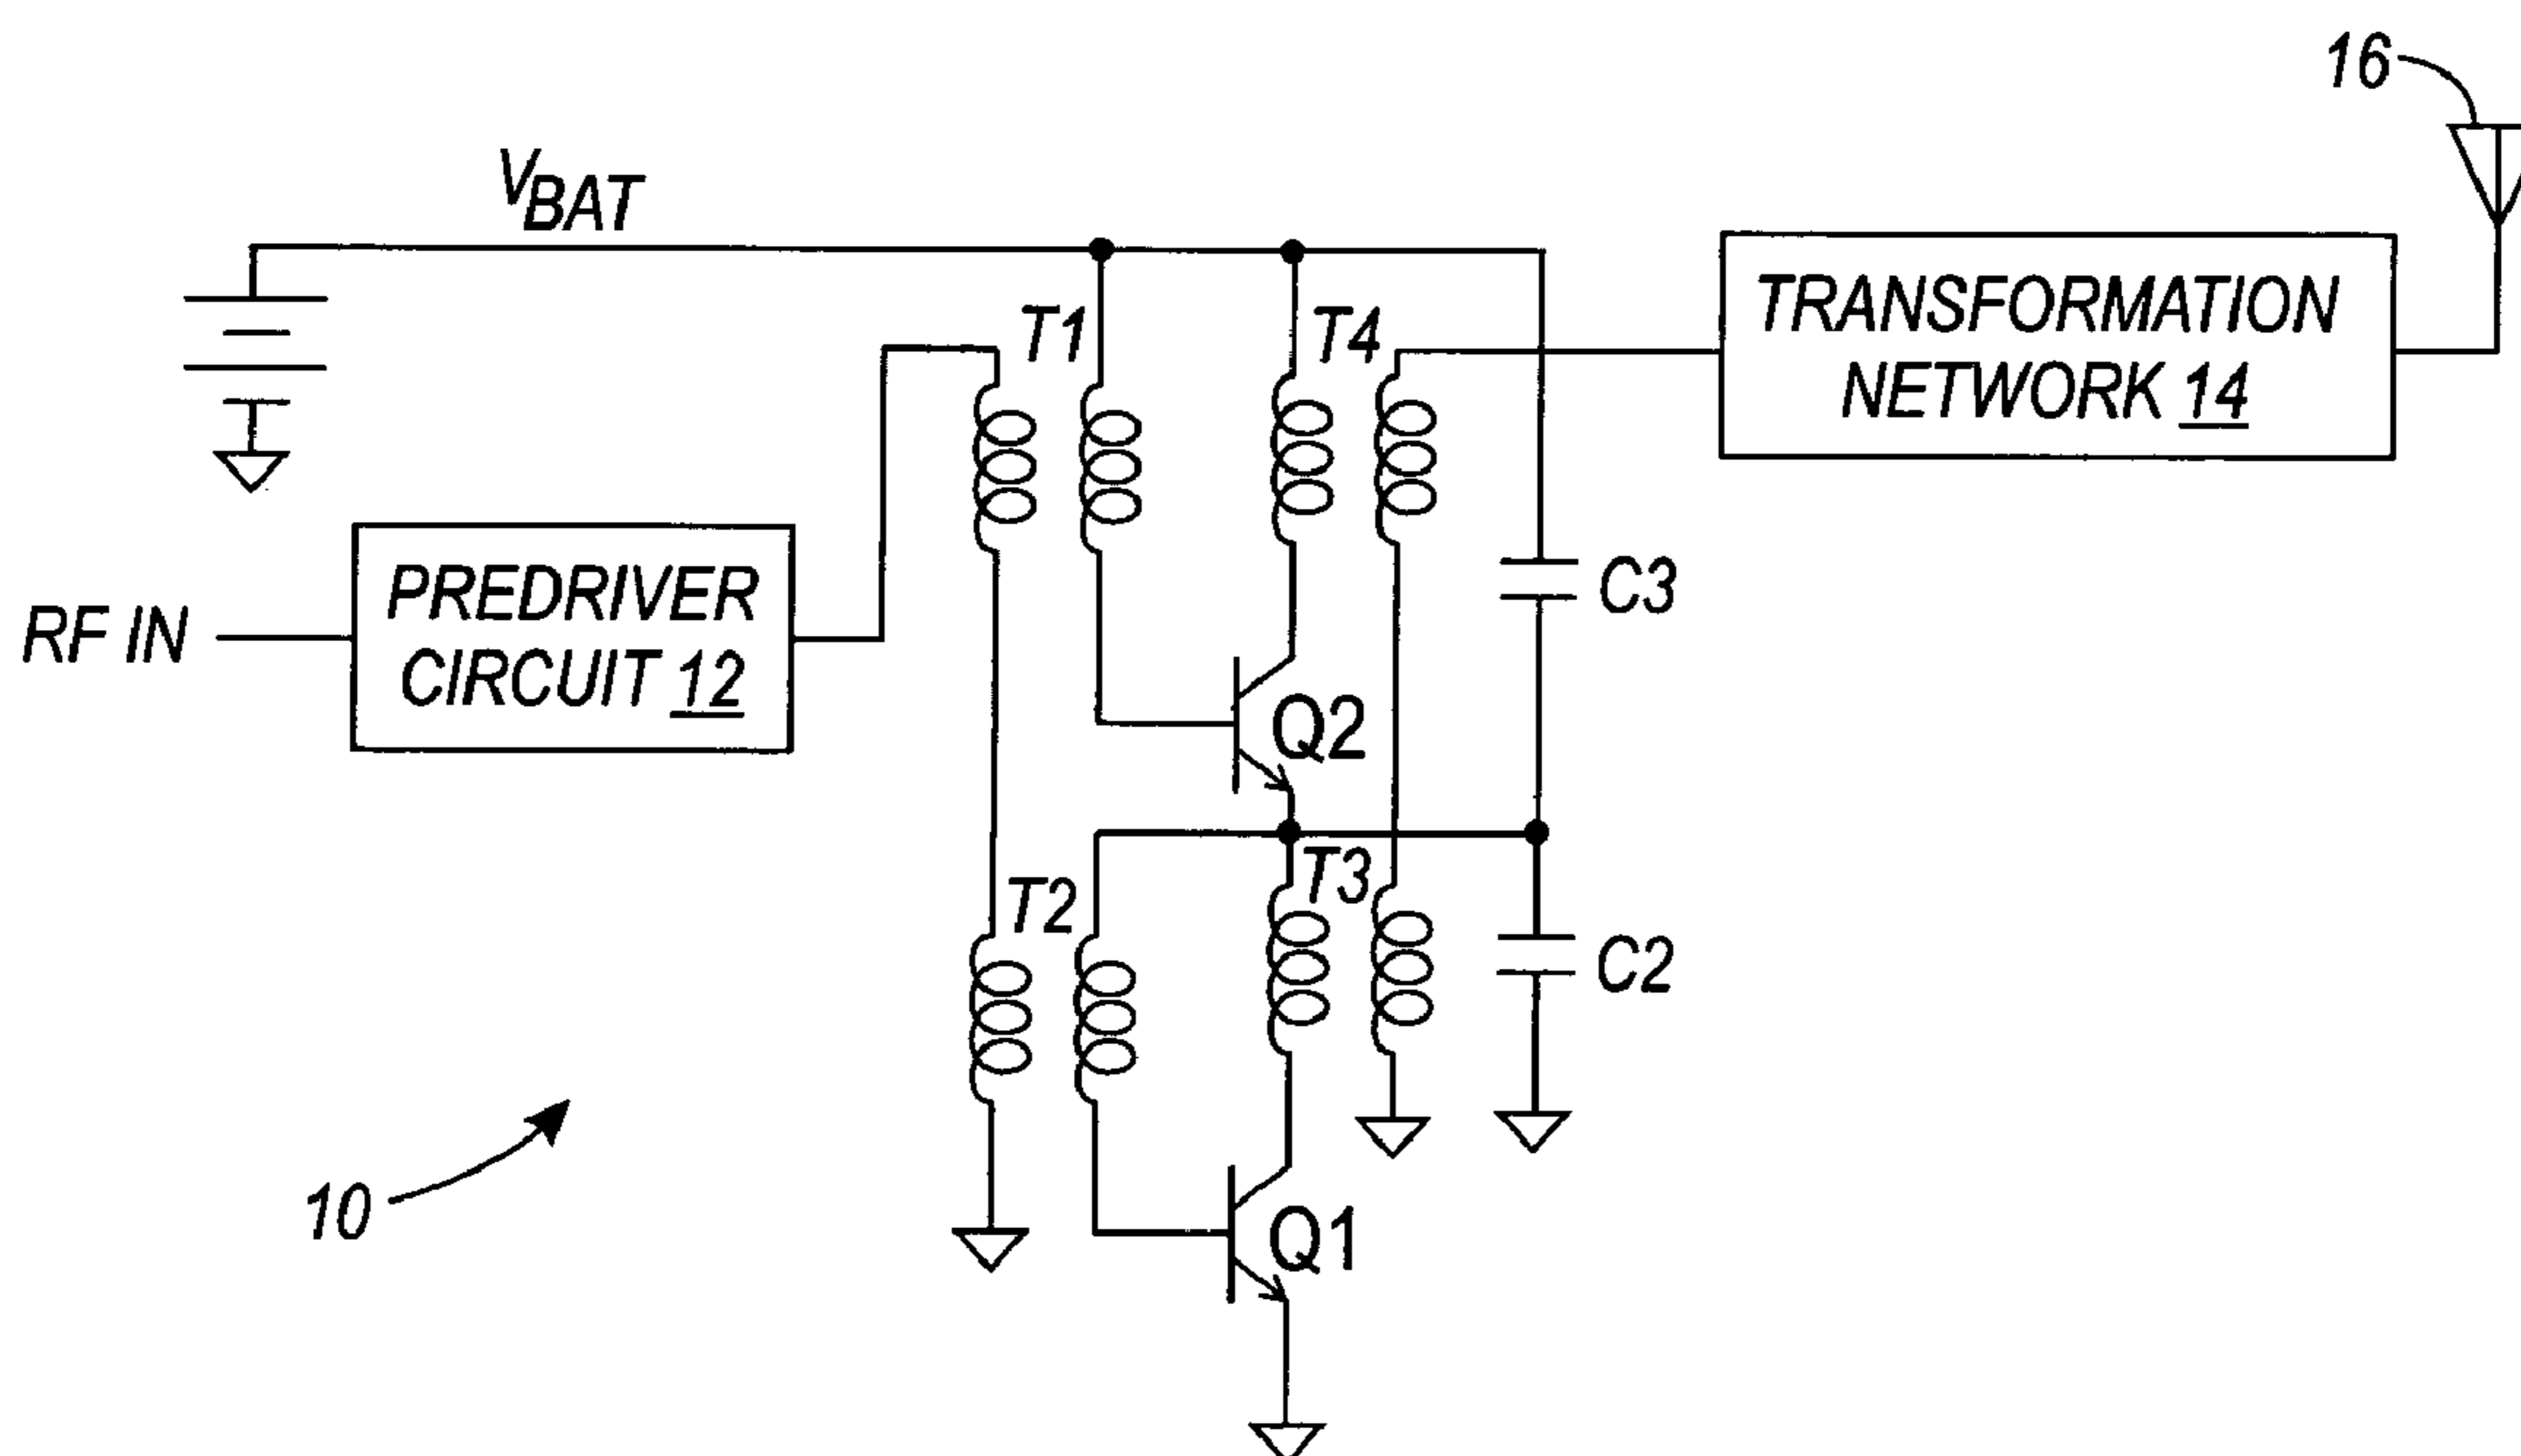 16
VBAT
T1
T4
TRANSFORMATION
NETWORK 14
PREDRIVER
CIRCUIT 12
RF IN
C3
Q2
T3
T2
C2
10
Q1